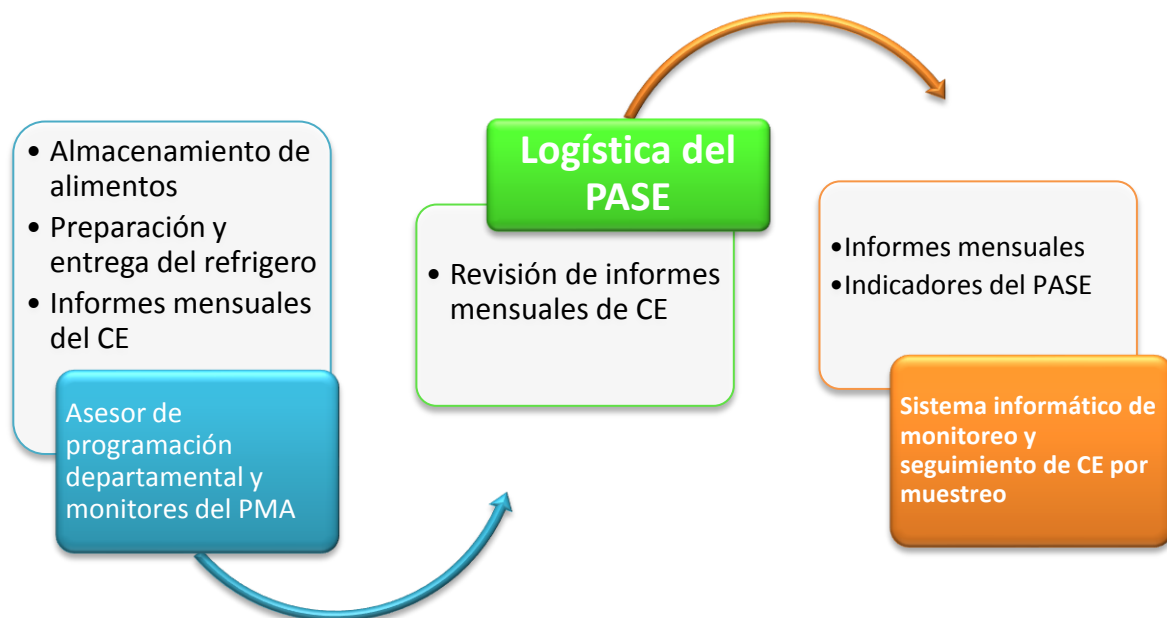 • Almacenamiento de
alimentos
• Preparación y
entrega del refrigero
• Informes mensuales
del CE
Asesor de
programación
departamental y
monitores del PMA
Logística del
PASE
• Revisión de informes
mensuales de CE
•Informes mensuales
•Indicadores del PASE
Sistema informático de
monitoreo y
seguimiento de CE por
muestreo